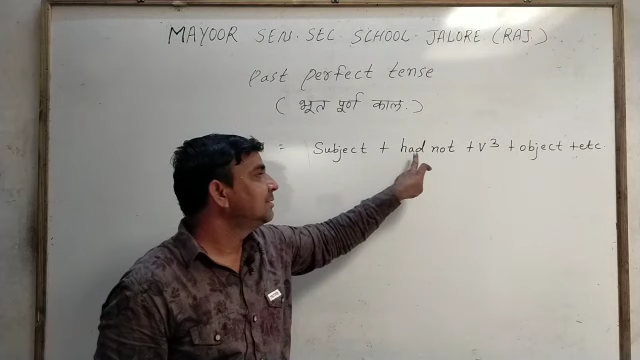 MAYOOR SEN. SEC. SCHOOL JALORE (RAJ.)
Past perfect tense
( भूत पूर्ण काल. )
= Subject + had not + V3 + object + etc